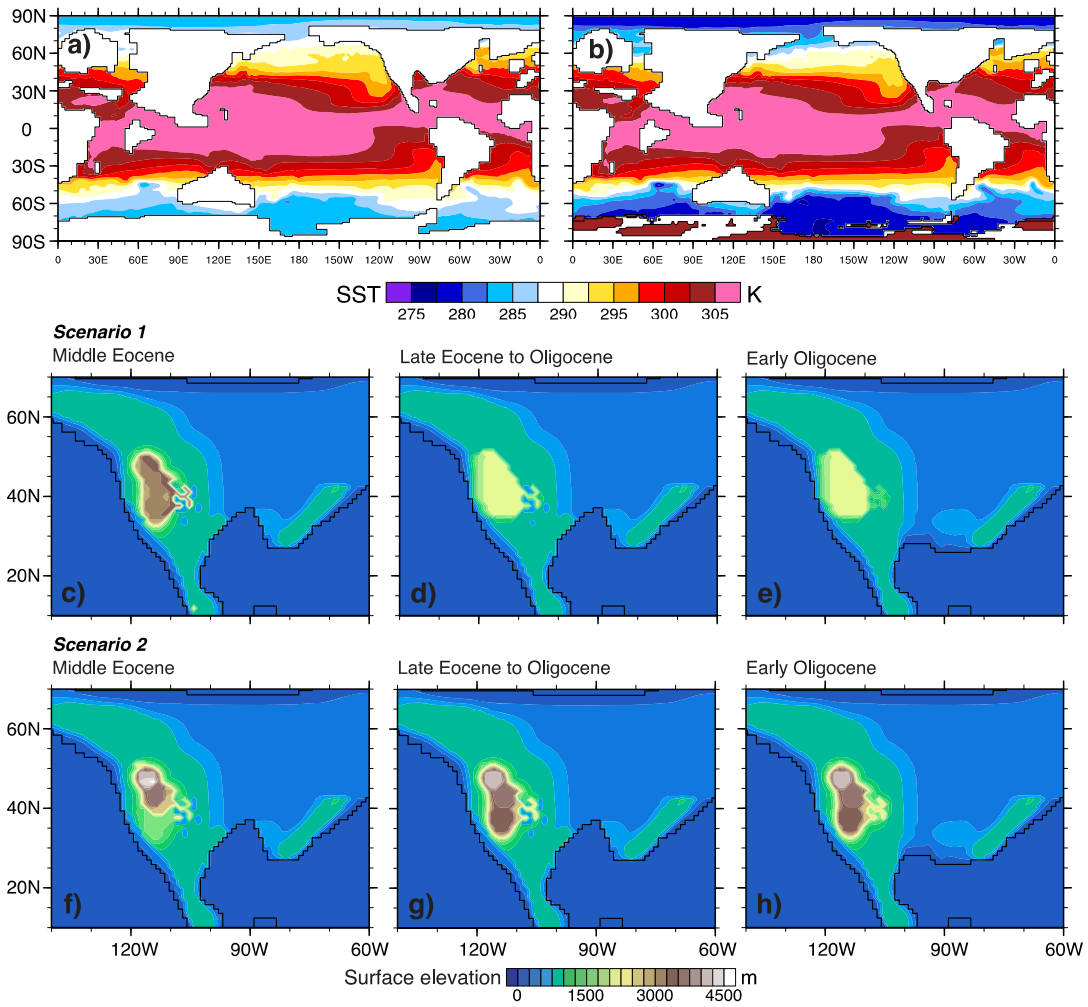 90N
60N
30N
0
30S
60S
90S
a)
b)
0 30E 60E 90E 120E 150E 180 150W 120W 90W 60W 30W 0
0 30E 60E 90E 120E 150E 180 150W 120W 90W 60W 30W 0
SST K
275 280 285 290 295 300 305
Scenario 1
Middle Eocene
Late Eocene to Oligocene
Early Oligocene
60N
40N
20N
c)
d)
e)
Scenario 2
Middle Eocene
Late Eocene to Oligocene
Early Oligocene
60N
40N
20N
f)
g)
h)
120W 90W 120W 90W 120W 90W 60W
Surface elevation m
0 1500 3000 4500